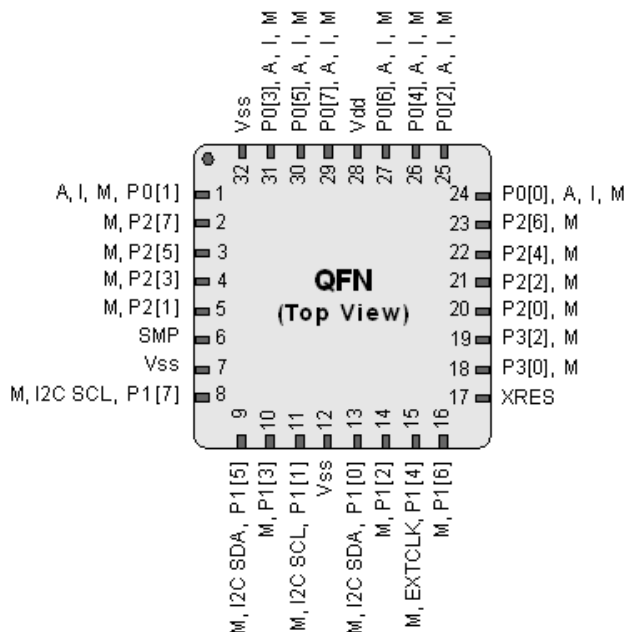 Vss
P0[3], A, I, M
P0[5], A, I, M
P0[7], A, I, M
Vdd
P0[6], A, I, M
P0[4], A, I, M
P0[2], A, I, M
32
31
30
29
28
27
26
25
A, I, M, P0[1]
1
M, P2[7]
2
M, P2[5]
3
M, P2[3]
4
M, P2[1]
5
SMP
6
Vss
7
M, I2C SCL, P1[7]
8
QFN
(Top View)
24
P0[0], A, I, M
23
P2[6], M
22
P2[4], M
21
P2[2], M
20
P2[0], M
19
P3[2], M
18
P3[0], M
17
XRES
9
10
11
12
13
14
15
16
M, I2C SDA, P1[5]
M, P1[3]
M, I2C SCL, P1[1]
Vss
M, I2C SDA, P1[0]
M, P1[2]
M, EXTCLK, P1[4]
M, P1[6]